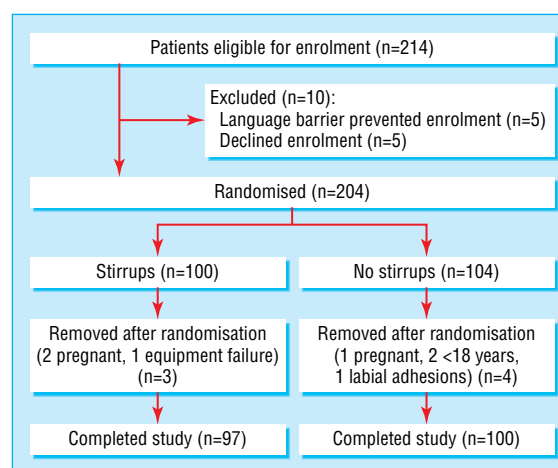 Patients eligible for enrolment (n=214)
Excluded (n=10):
Language barrier prevented enrolment (n=5)
Declined enrolment (n=5)
Randomised (n=204)
Stirrups (n=100)
No stirrups (n=104)
Removed after randomisation
(2 pregnant, 1 equipment failure)
(n=3)
Removed after randomisation
(1 pregnant, 2 <18 years,
1 labial adhesions) (n=4)
Completed study (n=97)
Completed study (n=100)